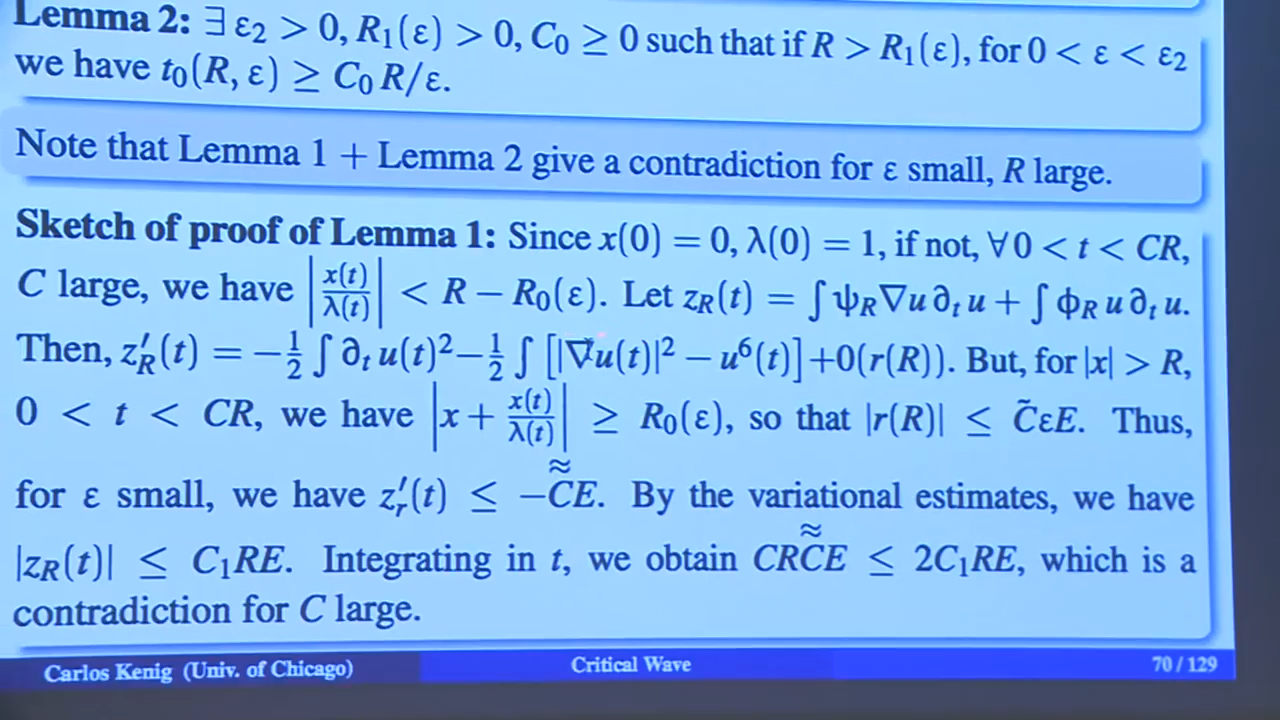 Lemma 2: ∃ ε₂ > 0, R₁(ε) > 0, C₀ ≥ 0 such that if R > R₁(ε), for 0 < ε < ε₂
we have t₀(R, ε) ≥ C₀ R/ε.
Note that Lemma 1 + Lemma 2 give a contradiction for ε small, R large.
Sketch of proof of Lemma 1: Since x(0) = 0, λ(0) = 1, if not, ∀ 0 < t < CR,
C large, we have |x(t)/λ(t)| < R − R₀(ε). Let z_R(t) = ∫ ψ_R ∇u ∂ₜ u + ∫ ϕ_R u ∂ₜ u.
Then, z′_R(t) = −½ ∫ ∂ₜ u(t)² − ½ ∫ [|∇u(t)|² − u⁶(t)] + 0(r(R)). But, for |x| > R,
0 < t < CR, we have |x + x(t)/λ(t)| ≥ R₀(ε), so that |r(R)| ≤ C̃εE. Thus,
for ε small, we have z′_r(t) ≤ −C̃̃E. By the variational estimates, we have
|z_R(t)| ≤ C₁RE. Integrating in t, we obtain CRC̃̃E ≤ 2C₁RE, which is a
contradiction for C large.
Carlos Kenig (Univ. of Chicago) Critical Wave 70 / 129